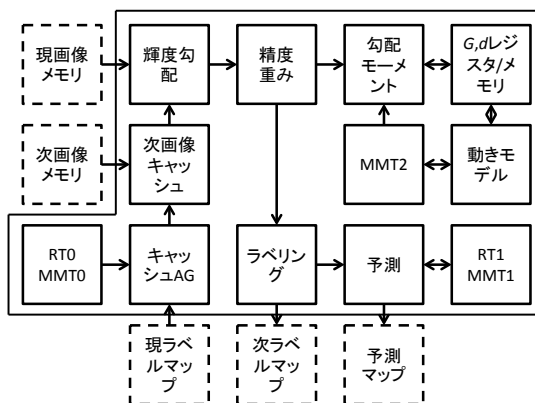 現画像
メモリ
輝度勾
配
精度
重み
勾配
モーメ
ント
G,dレジ
スタ/メ
モリ
次画像
メモリ
次画像
キャッ
シュ
MMT2
動きモ
デル
RT0
MMT0
キャッ
シュAG
ラベリン
グ
予測
RT1
MMT1
現ラベ
ルマッ
プ
次ラベ
ルマッ
プ
予測
マップ